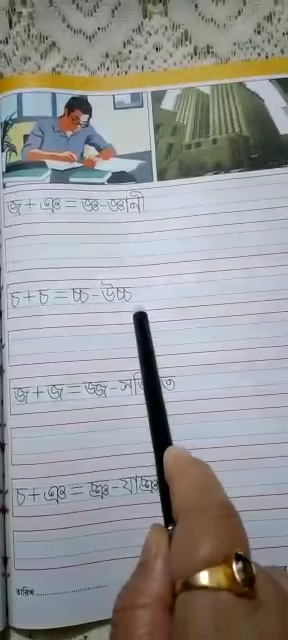 জ + ঞ = জ্ঞ - জ্ঞানী
চ + চ = চ্চ - উচ্চ
জ + জ = জ্জ -
চ + ঞ = চ্ঞ -
তারিখ